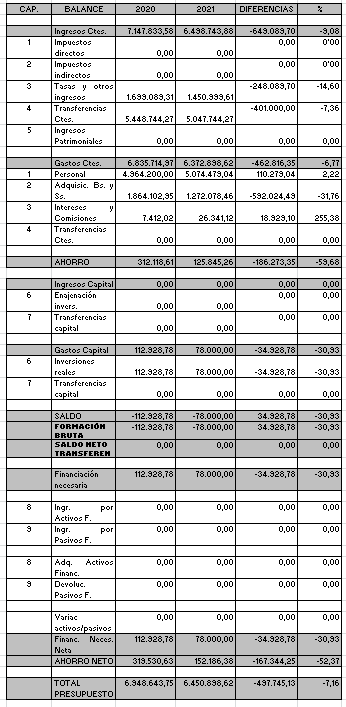 CAP. BALANCE 2020 2021 DIFERENCIAS %
Ingresos Ctes. 7.147.833,58 6.498.743,88 -649.089,70 -9,08
1 Impuestos 0,00 0'00
directos 0,00 0,00
2 Impuestos 0,00 0'00
indirectos 0,00 0,00
3 Tasas y otros -248.089,70 -14,60
ingresos 1.699.089,31 1.450.999,61
4 Transferencias -401.000,00 -7,36
Ctes. 5.448.744,27 5.047.744,27
5 Ingresos
Patrimoniales 0,00 0,00 0,00 0,00
Gastos Ctes. 6.835.714,97 6.372.898,62 -462.816,35 -6,77
1 Personal 4.964.200,00 5.074.479,04 110.279,04 2,22
2 Adquisic. Bs. y
Ss. 1.864.102,95 1.272.078,46 -592.024,49 -31,76
3 Intereses y
Comisiones 7.412,02 26.341,12 18.929,10 255,38
4 Transferencias
Ctes. 0,00 0,00 0,00 0,00
AHORRO 312.118,61 125.845,26 -186.273,35 -59,68
Ingresos Capital 0,00 0,00 0,00 0,00
6 Enajenación 0,00 0,00
invers. 0,00 0,00
7 Transferencias 0,00 0,00
capital 0,00 0,00
Gastos Capital 112.928,78 78.000,00 -34.928,78 -30,93
6 Inversiones
reales 112.928,78 78.000,00 -34.928,78 -30,93
7 Transferencias
capital 0,00 0,00 0,00 0,00
SALDO -112.928,78 -78.000,00 34.928,78 -30,93
FORMACIÓN -112.928,78 -78.000,00 34.928,78 -30,93
BRUTA
SALDO NETO 0,00 0,00 0,00 0,00
TRANSFEREN
Financiación 112.928,78 78.000,00 -34.928,78 -30,93
necesaria
8 Ingr. por 0,00 0,00 0,00 0,00
Activos F.
9 Ingr. por 0,00 0,00 0,00 0,00
Pasivos F.
8 Adq. Activos 0,00 0,00 0,00 0,00
Financ.
9 Devoluc. 0,00 0,00 0,00 0,00
Pasivos F.
Variac 0,00 0,00 0,00 0,00
activos/pasivos
Financ. Neces. 112.928,78 78.000,00 -34.928,78 -30,93
Neta
AHORRO NETO 319.530,63 152.186,38 -167.344,25 -52,37
TOTAL 6.948.643,75 6.450.898,62 -497.745,13 -7,16
PRESUPUESTO